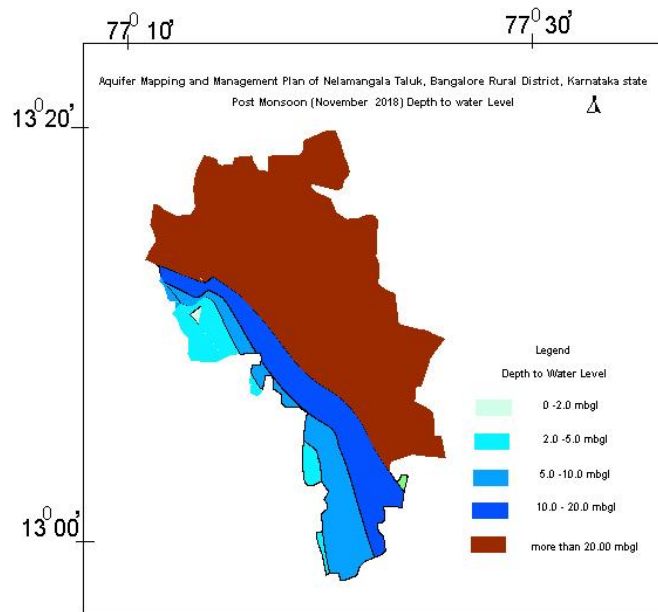 77⁰ 10'
77⁰ 30'
Aquifer Mapping and Management Plan of Nelamangala Taluk, Bangalore Rural District, Karnataka state
Post Monsoon (November 2018) Depth to water Level
13⁰ 20'
Legend
Depth to Water Level
0 -2.0 mbgl
2.0 -5.0 mbgl
5.0 -10.0 mbgl
10.0 - 20.0 mbgl
more than 20.00 mbgl
13⁰ 00'